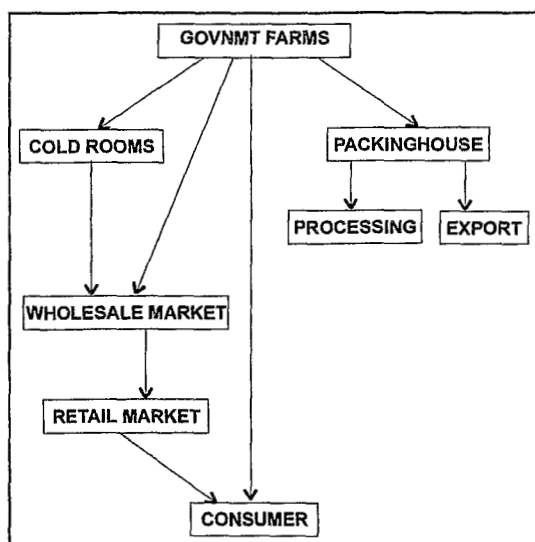 GOVNMT FARMS
COLD ROOMS
PACKINGHOUSE
PROCESSING
EXPORT
WHOLESALE MARKET
RETAIL MARKET
CONSUMER